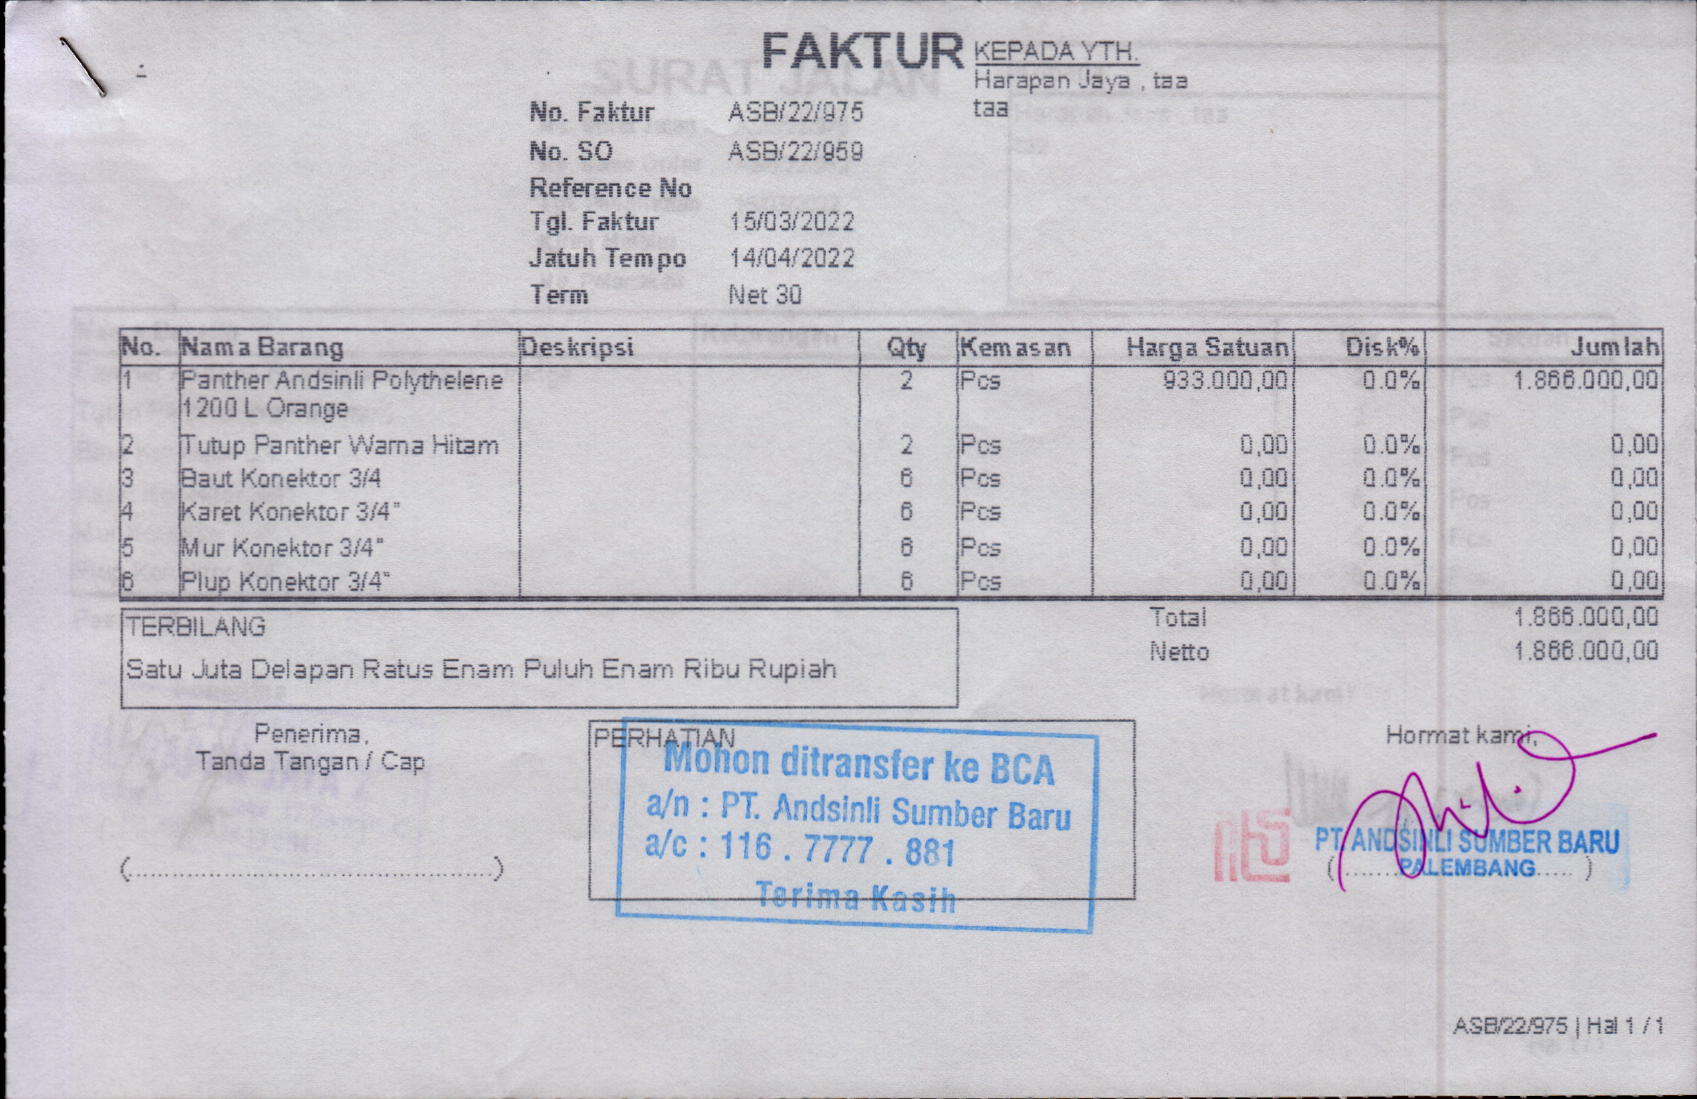 FAKTUR
KEPADA YTH.
Harapan Jaya , taa
taa
No. Faktur ASB/22/975
No. SO ASB/22/959
Reference No
Tgl. Faktur 15/03/2022
Jatuh Tempo 14/04/2022
Term Net 30
No. Nama Barang Deskripsi Qty Kemasan Harga Satuan Disk% Jumlah
1 Panther Andsinli Polythelene 2 Pcs 933.000,00 0.0% 1.866.000,00
1200 L Orange
2 Tutup Panther Warna Hitam 2 Pcs 0,00 0.0% 0,00
3 Baut Konektor 3/4 6 Pcs 0,00 0.0% 0,00
4 Karet Konektor 3/4" 6 Pcs 0,00 0.0% 0,00
5 Mur Konektor 3/4" 6 Pcs 0,00 0.0% 0,00
6 Plup Konektor 3/4" 6 Pcs 0,00 0.0% 0,00
Total 1.866.000,00
Netto 1.866.000,00
TERBILANG
Satu Juta Delapan Ratus Enam Puluh Enam Ribu Rupiah
Penerima,
Tanda Tangan / Cap
(...............................................)
PERHATIAN
Mohon ditransfer ke BCA
a/n : PT. Andsinli Sumber Baru
a/c : 116 . 7777 . 881
Terima Kasih
Hormat kami,
PT. ANDSINLI SUMBER BARU
PALEMBANG
ASB/22/975 | Hal 1 / 1
SURAT JALAN